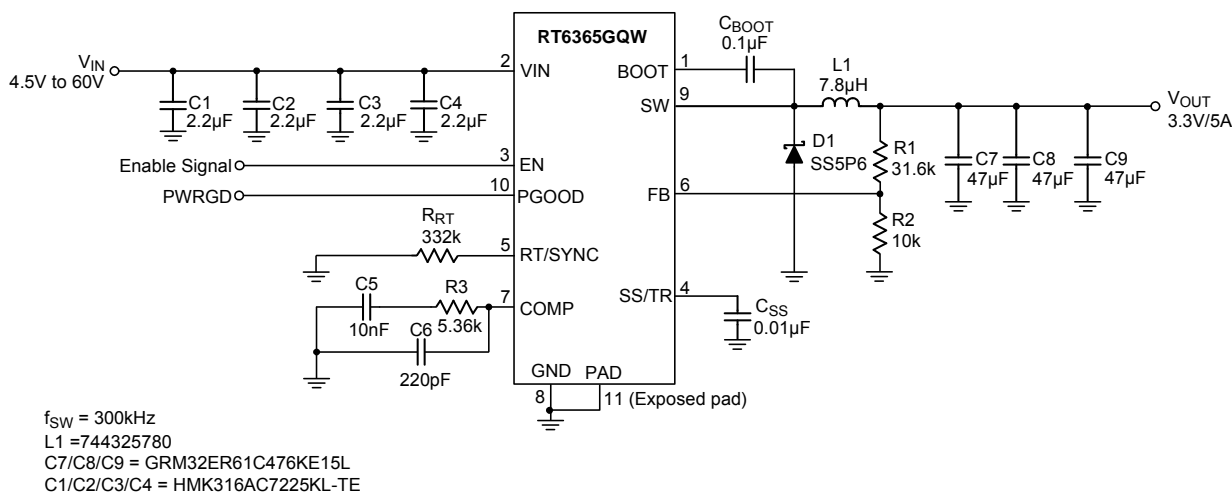 RT6365GQW
VIN
4.5V to 60V
2
VIN
C1
2.2µF
C2
2.2µF
C3
2.2µF
C4
2.2µF
Enable Signal
3
EN
PWRGD
10
PGOOD
RRT
332k
5
RT/SYNC
C5
10nF
R3
5.36k
7
COMP
C6
220pF
GND
8
PAD
11 (Exposed pad)
BOOT
1
CBOOT
0.1µF
SW
9
L1
7.8µH
D1
SS5P6
R1
31.6k
FB
6
R2
10k
C7
47µF
C8
47µF
C9
47µF
VOUT
3.3V/5A
SS/TR
4
CSS
0.01µF
fSW = 300kHz
L1 =744325780
C7/C8/C9 = GRM32ER61C476KE15L
C1/C2/C3/C4 = HMK316AC7225KL-TE